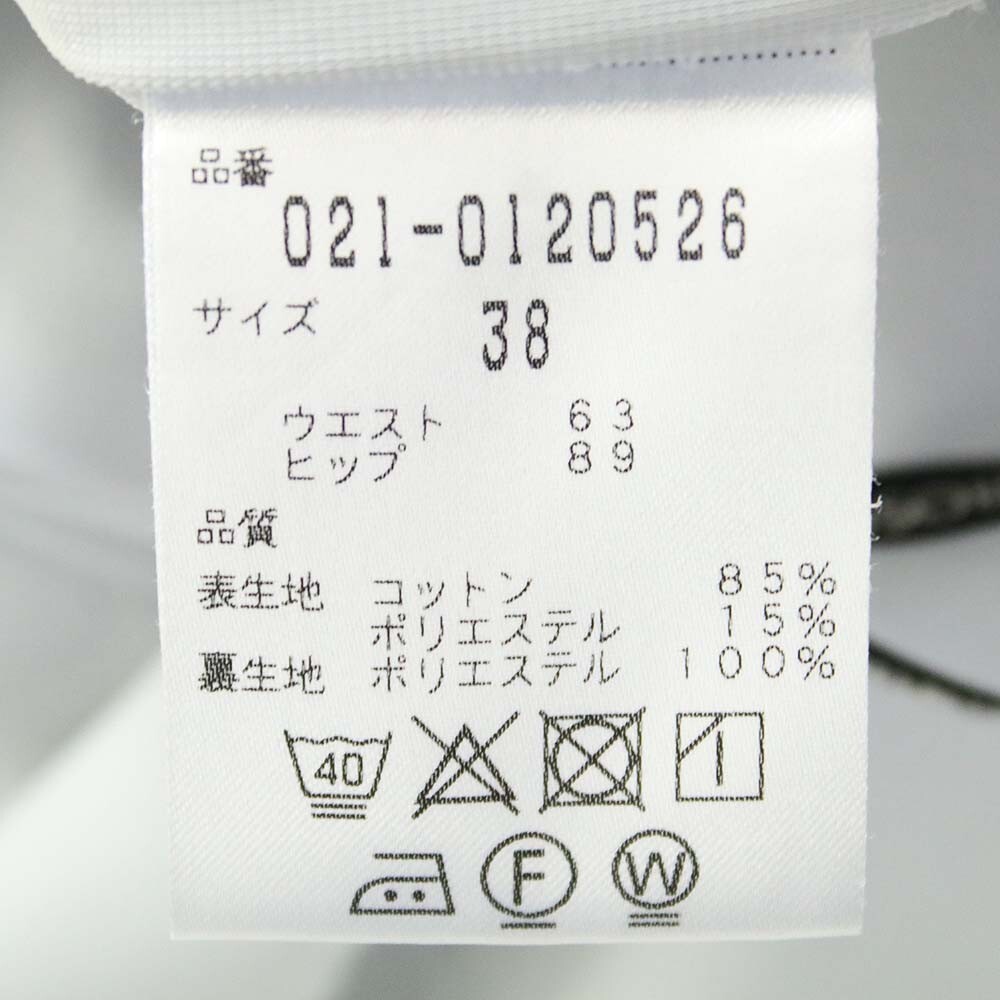 品番
021-0120526
サイズ 38
ウエスト 63
ヒップ 89
品質
表生地 コットン 85%
ポリエステル 15%
裏生地 ポリエステル 100%
40
F W